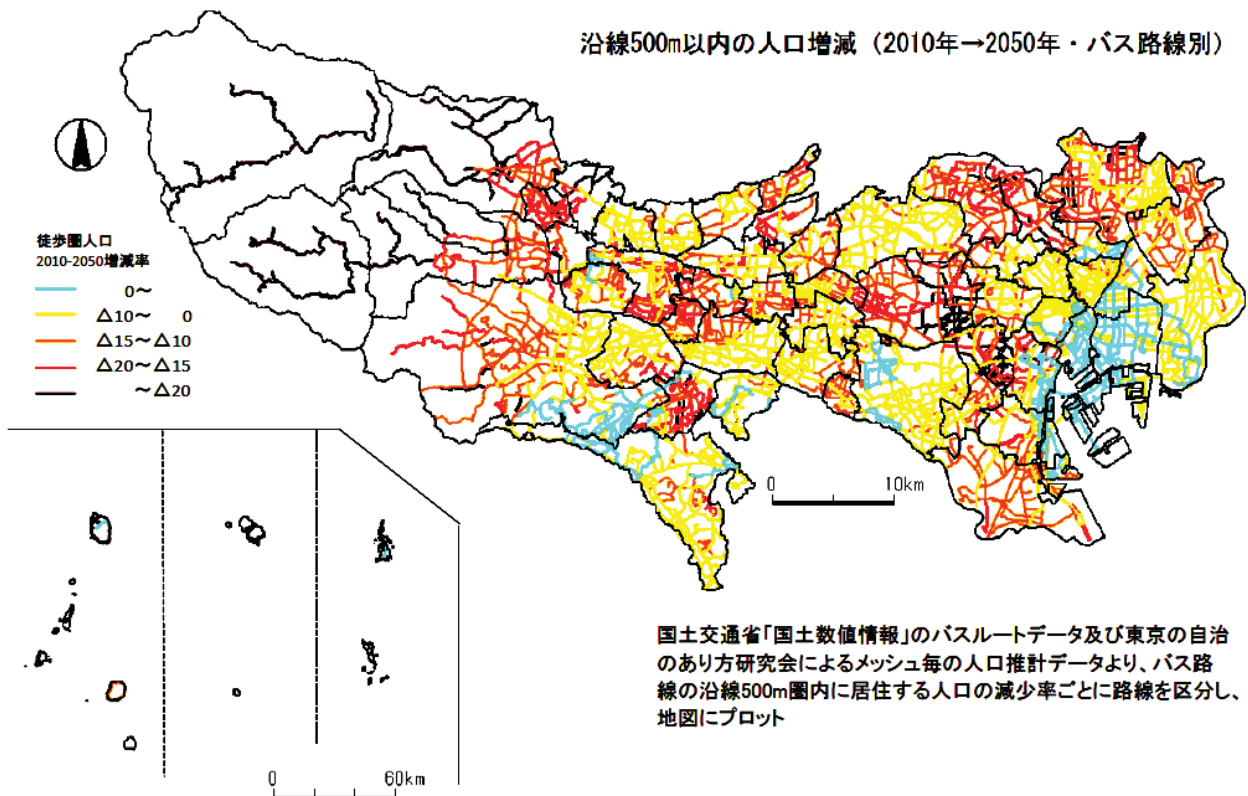 沿線500m以内の人口増減（2010年→2050年・バス路線別）
徒歩圏人口
2010-2050増減率
0～
△10～ 0
△15～△10
△20～△15
～△20
0 10km
国土交通省「国土数値情報」のバスルートデータ及び東京の自治
のあり方研究会によるメッシュ毎の人口推計データより、バス路
線の沿線500m圏内に居住する人口の減少率ごとに路線を区分し、
地図にプロット
0 60km